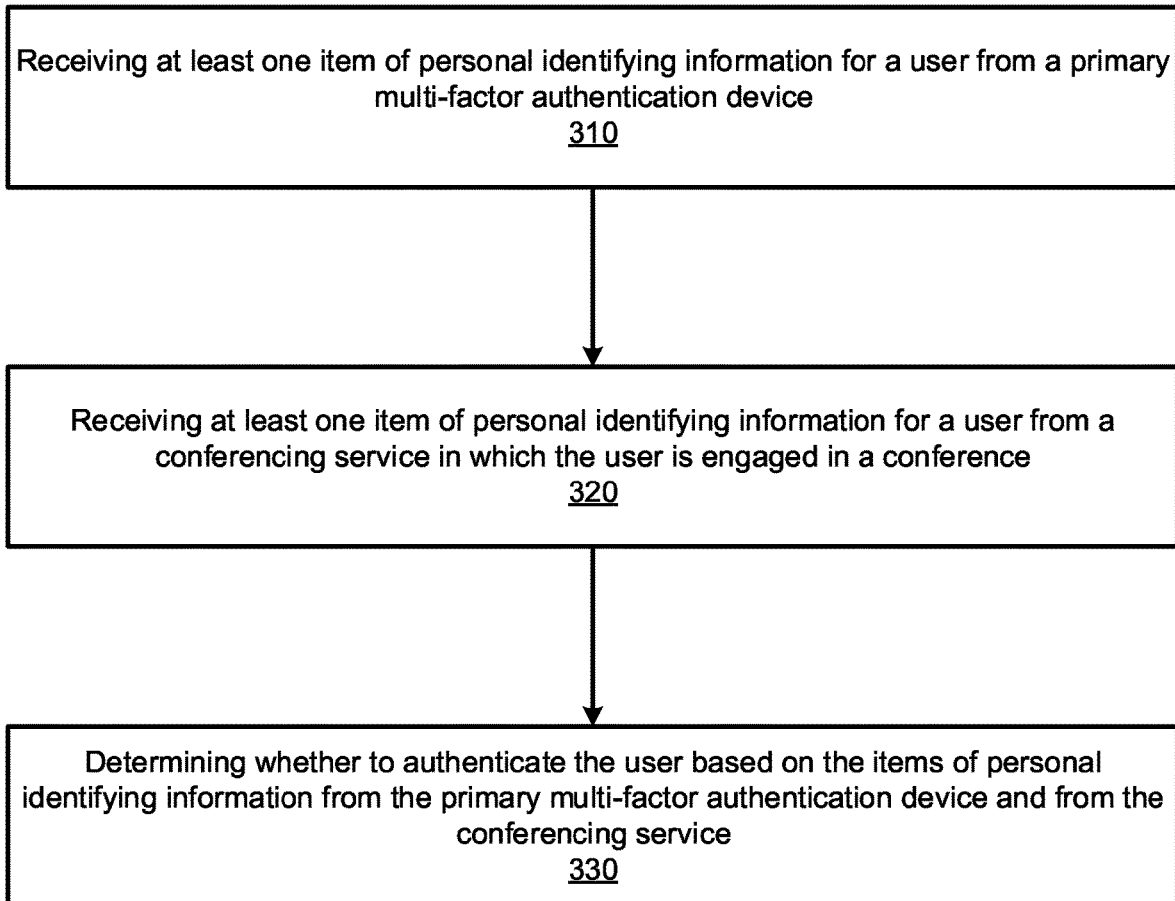 Receiving at least one item of personal identifying information for a user from a primary
multi-factor authentication device
310
Receiving at least one item of personal identifying information for a user from a
conferencing service in which the user is engaged in a conference
320
Determining whether to authenticate the user based on the items of personal
identifying information from the primary multi-factor authentication device and from the
conferencing service
330